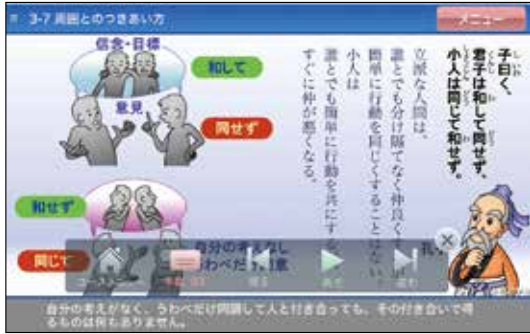 3-7 周囲とのつきあい方
メニュー
子曰く、
君子は和して同ぜず、
小人は同じて和せず。
立派な人間は、
誰とでも分け隔てなく仲良くする
簡単に行動を同じくすることはない。
小人は
誰とでも簡単に行動を共にする
すぐに仲が悪くなる。
信念・目標
和して
意見
同ぜず
和せず
同じて
自分の考えなし
うわべだけ同意
戻る
進む
自分の考えがなく、うわべだけ同調して人と付き合っても、その付き合いで得
るものは何もありません。